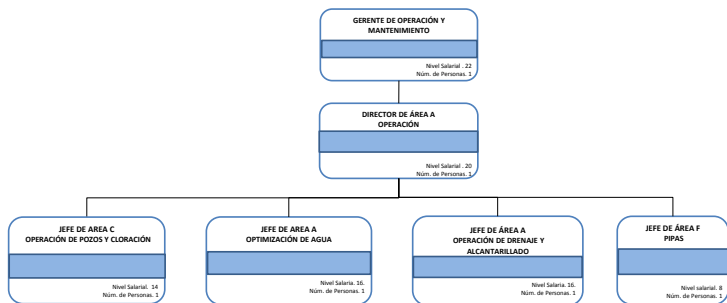 GERENTE DE OPERACIÓN Y
MANTENIMIENTO
Nivel Salarial . 22
Núm. de Personas. 1
DIRECTOR DE ÁREA A
OPERACIÓN
Nivel Salarial . 20
Núm. de Personas. 1
JEFE DE AREA C
OPERACIÓN DE POZOS Y CLORACIÓN
Nivel Salarial. 14
Núm. de Personas. 1
JEFE DE AREA A
OPTIMIZACIÓN DE AGUA
Nivel Salaria. 16.
Núm. de Personas. 1
JEFE DE ÁREA A
OPERACIÓN DE DRENAJE Y
ALCANTARILLADO
Nivel Salaria. 16.
Núm. de Personas. 1
JEFE DE ÁREA F
PIPAS
Nivel salarial. 8
Núm. de Personas. 1